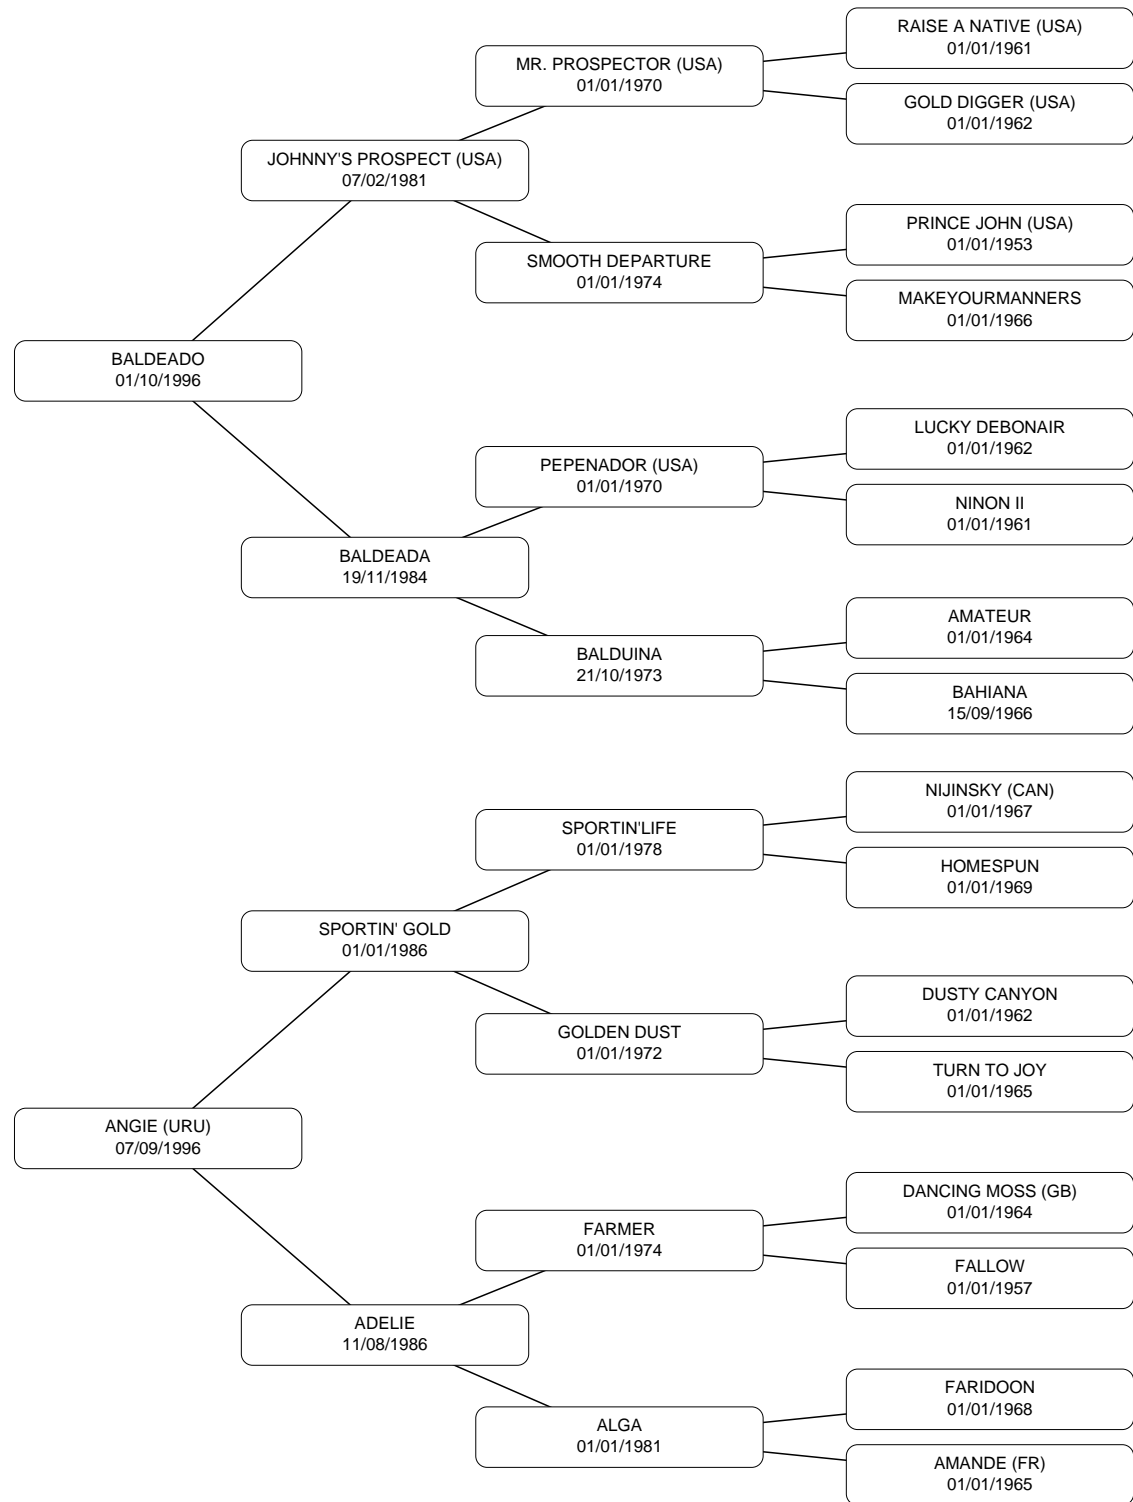 RAISE A NATIVE (USA)
01/01/1961
MR. PROSPECTOR (USA)
01/01/1970
GOLD DIGGER (USA)
01/01/1962
JOHNNY'S PROSPECT (USA)
07/02/1981
PRINCE JOHN (USA)
01/01/1953
SMOOTH DEPARTURE
01/01/1974
MAKEYOURMANNERS
01/01/1966
BALDEADO
01/10/1996
LUCKY DEBONAIR
01/01/1962
PEPENADOR (USA)
01/01/1970
NINON II
01/01/1961
BALDEADA
19/11/1984
AMATEUR
01/01/1964
BALDUINA
21/10/1973
BAHIANA
15/09/1966
NIJINSKY (CAN)
01/01/1967
SPORTIN'LIFE
01/01/1978
HOMESPUN
01/01/1969
SPORTIN' GOLD
01/01/1986
DUSTY CANYON
01/01/1962
GOLDEN DUST
01/01/1972
TURN TO JOY
01/01/1965
ANGIE (URU)
07/09/1996
DANCING MOSS (GB)
01/01/1964
FARMER
01/01/1974
FALLOW
01/01/1957
ADELIE
11/08/1986
FARIDOON
01/01/1968
ALGA
01/01/1981
AMANDE (FR)
01/01/1965